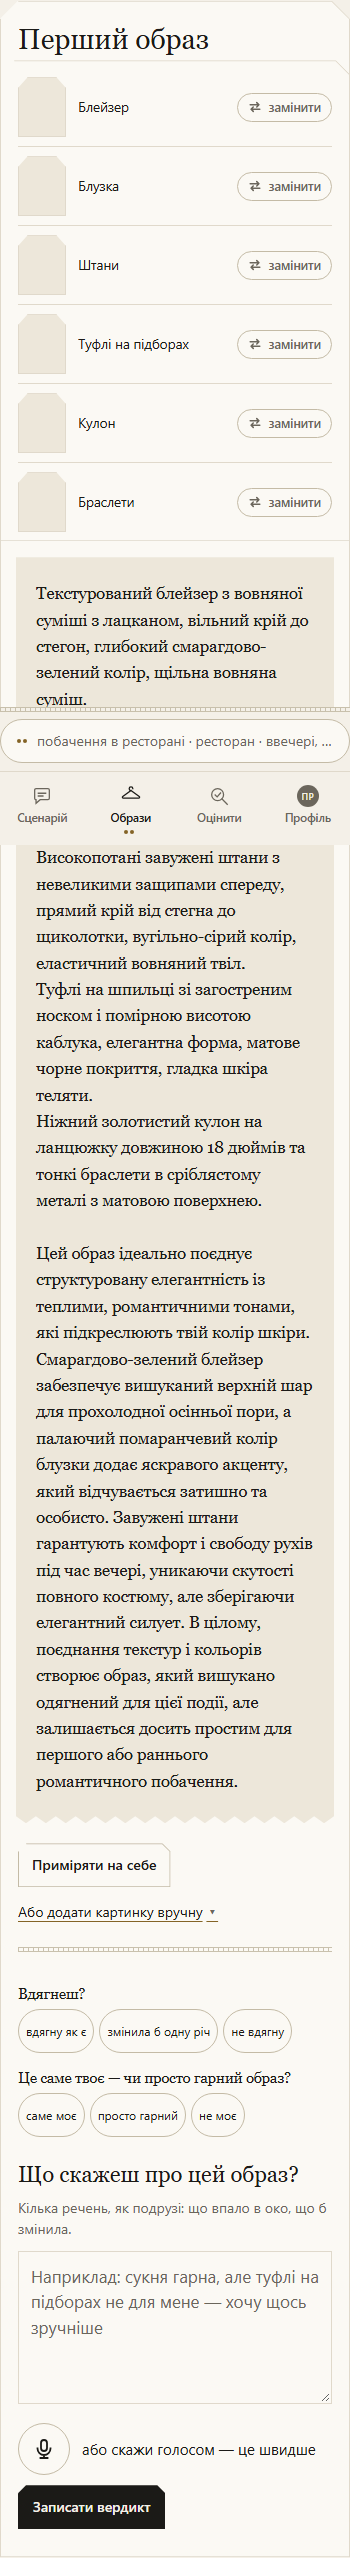 Перший образ
Блейзер
замінити
Блузка
замінити
Штани
замінити
Туфлі на підборах
замінити
Кулон
замінити
Браслети
замінити
Текстурований блейзер з вовняної
суміші з лацканом, вільний крій до
стегон, глибокий смарагдово-
зелений колір, щільна вовняна
суміш.
побачення в ресторані · ресторан · ввечері, ...
Сценарій
Образи
Оцінити
ПР
Профіль
Високопотані завужені штани з
невеликими защипами спереду,
прямий крій від стегна до
щиколотки, вугільно-сірий колір,
еластичний вовняний твіл.
Туфлі на шпильці зі загостреним
носком і помірною висотою
каблука, елегантна форма, матове
чорне покриття, гладка шкіра
теляти.
Ніжний золотистий кулон на
ланцюжку довжиною 18 дюймів та
тонкі браслети в сріблястому
металі з матовою поверхнею.
Цей образ ідеально поєднує
структуровану елегантність із
теплими, романтичними тонами,
які підкреслюють твій колір шкіри.
Смарагдово-зелений блейзер
забезпечує вишуканий верхній шар
для прохолодної осінньої пори, а
палаючий помаранчевий колір
блузки додає яскравого акценту,
який відчувається затишно та
особисто. Завужені штани
гарантують комфорт і свободу рухів
під час вечері, уникаючи скутості
повного костюму, але зберігаючи
елегантний силует. В цілому,
поєднання текстур і кольорів
створює образ, який вишукано
одягнений для цієї події, але
залишається досить простим для
першого або раннього
романтичного побачення.
Приміряти на себе
Або додати картинку вручну
Вдягнеш?
вдягну як є
змінила б одну річ
не вдягну
Це саме твоє — чи просто гарний образ?
саме моє
просто гарний
не моє
Що скажеш про цей образ?
Кілька речень, як подрузі: що впало в око, що б
змінила.
Наприклад: сукня гарна, але туфлі на
підборах не для мене — хочу щось
зручніше
або скажи голосом — це швидше
Записати вердикт